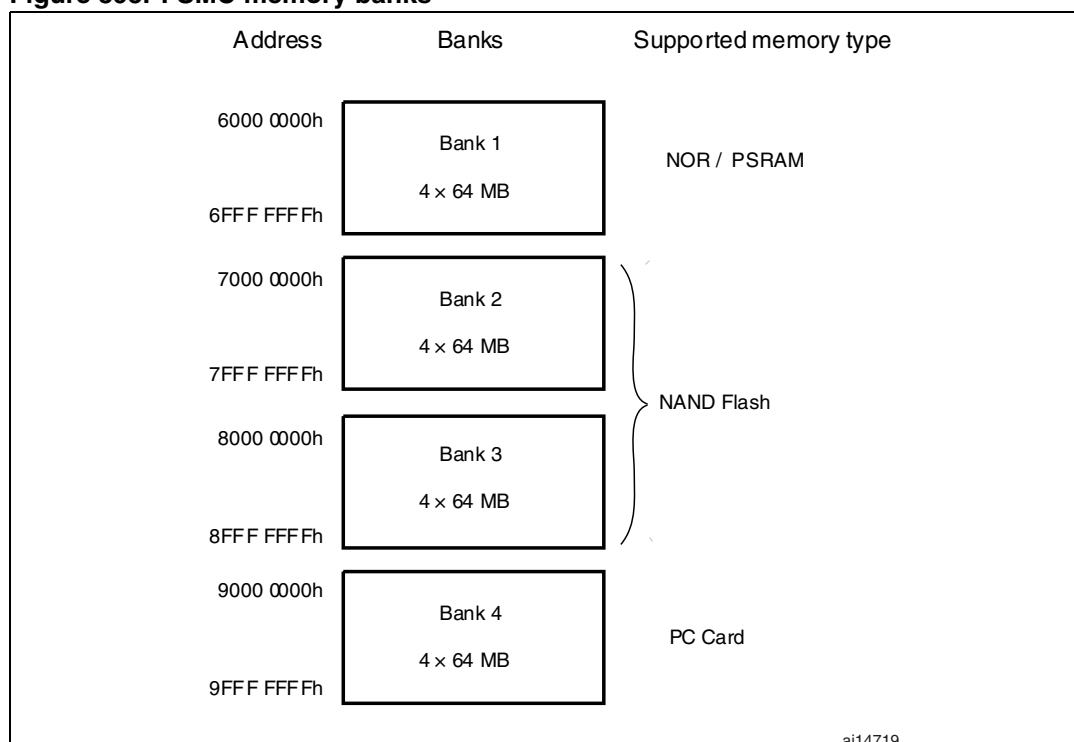 Address Banks Supported memory type
6000 0000h
Bank 1
NOR / PSRAM
4 × 64 MB
6FFF FFFFh
7000 0000h
Bank 2
4 × 64 MB
7FFF FFFFh
NAND Flash
8000 0000h
Bank 3
4 × 64 MB
8FFF FFFFh
9000 0000h
Bank 4
PC Card
4 × 64 MB
9FFF FFFFh
ai14719